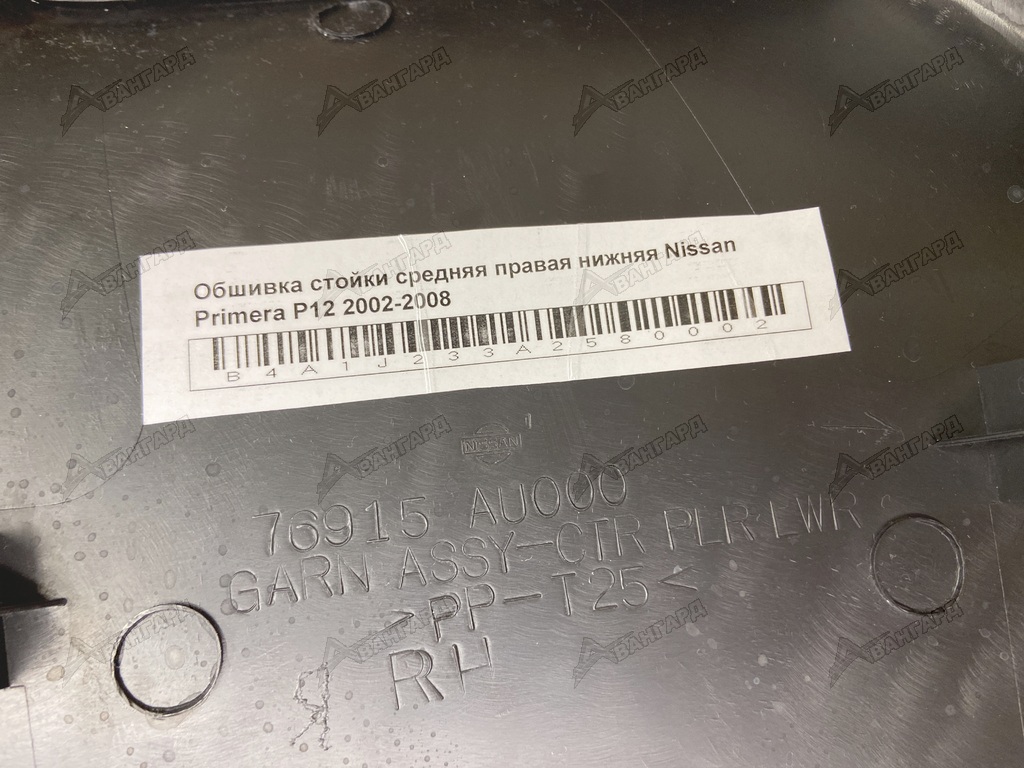 Обшивка стойки средняя правая нижняя Nissan
Primera P12 2002-2008
B4A1J233A2580002
NISSAN
76915 AU000
GARN ASSY-CTR PLR LWR
>PP-T25<
RH
АВАНГАРД